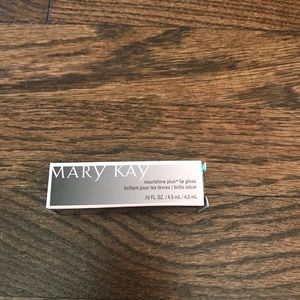 MARY KAY
nourishine plus™ lip gloss
brillant pour les lèvres / brillo labial
.15 FL. OZ. / 4.5 mL / 4,5 mL